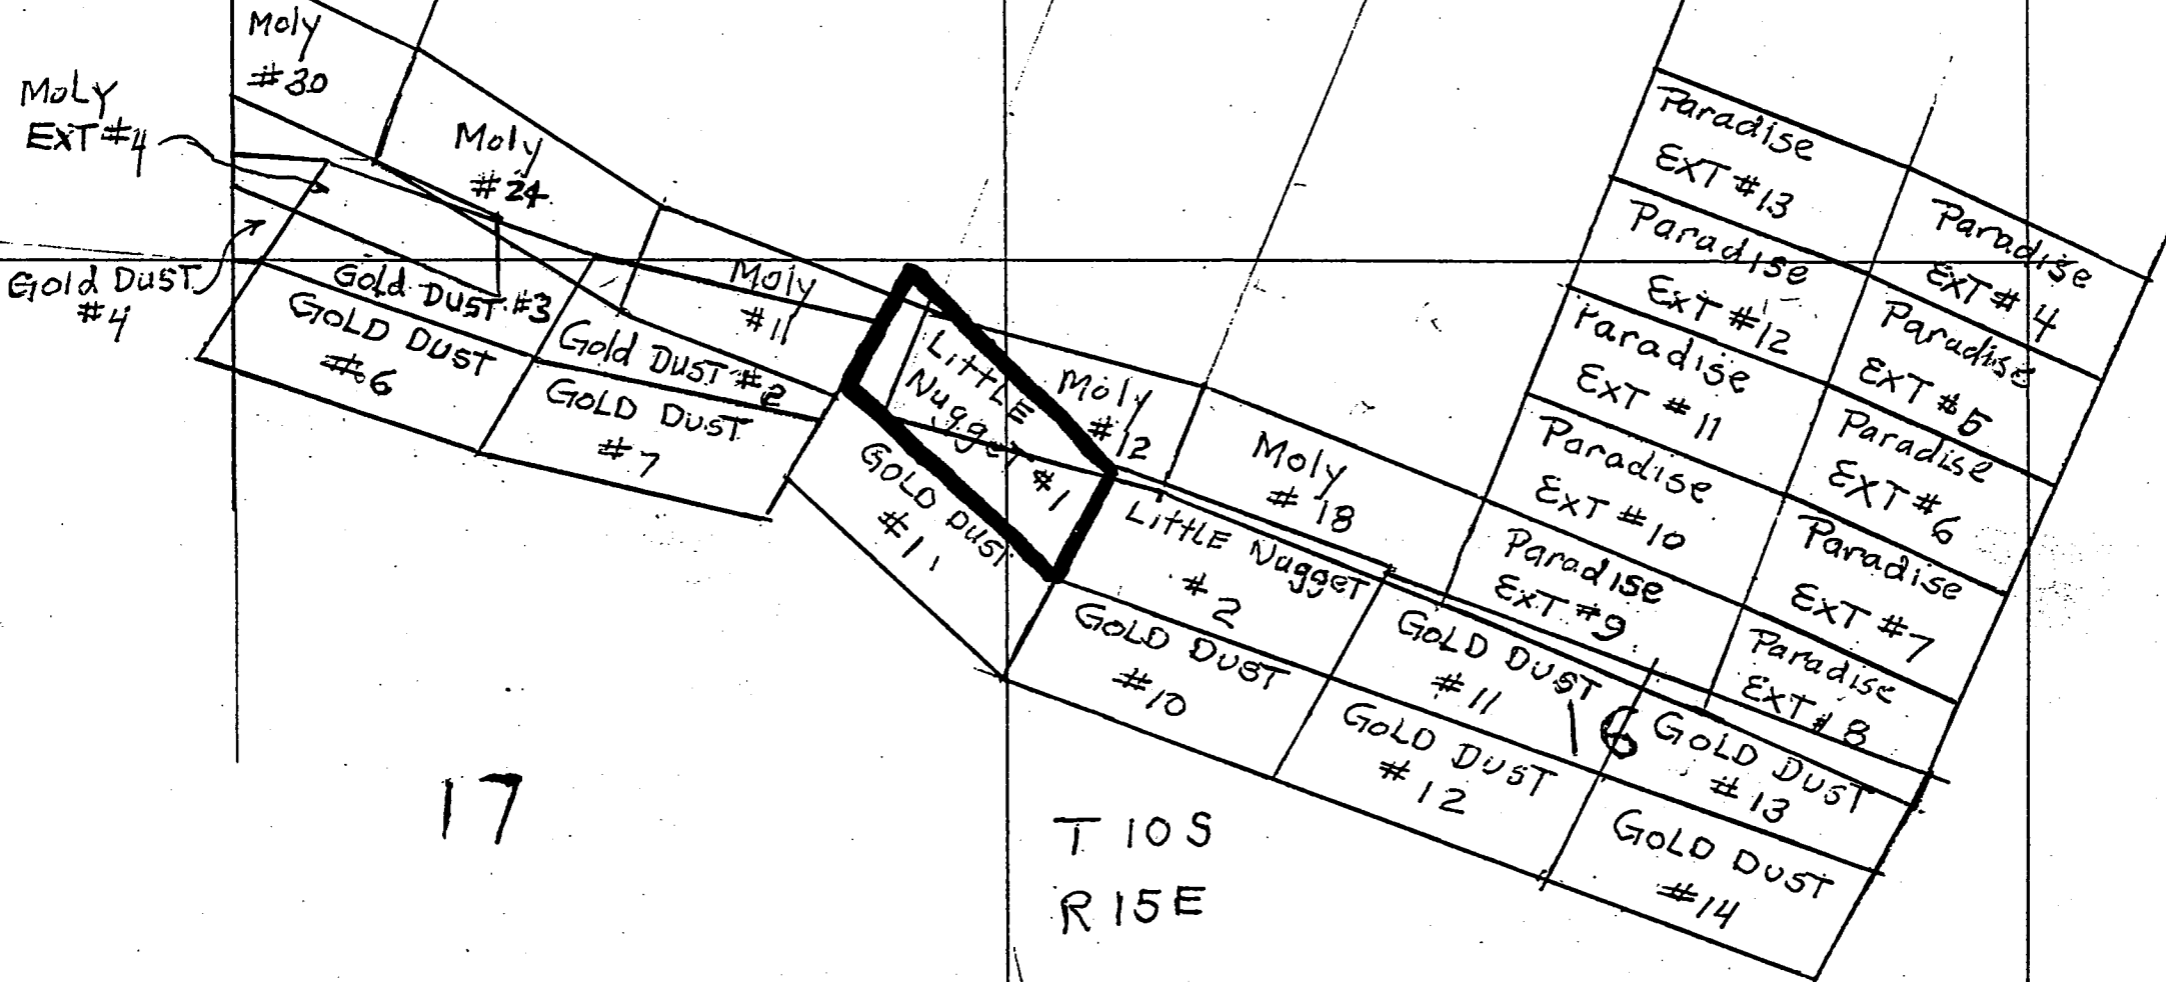 Moly
#30
MoLy
ExT #4
Moly
#24
Gold DUST
#4
Gold DUST #3
GOLD DUST
#6
Moly
#11
Gold DUST #2
GOLD DUST
#7
LITTLE
Nugget #1
GOLD DUST
#1
Moly
#12
Moly
#18
LiTTLE Nugget
#2
GOLD DUST
#10
GOLD DUST
#11
GOLD DUST
#12
16
GOLD DUST
#13
GOLD DUST
#14
Paradise
ExT #13
Paradise
ExT #12
Paradise
ExT #11
Paradise
ExT #10
Paradise
ExT #9
Paradise
ExT #4
Paradise
ExT #5
Paradise
ExT #6
Paradise
ExT #7
Paradise
ExT #8
17
T 10 S
R 15 E